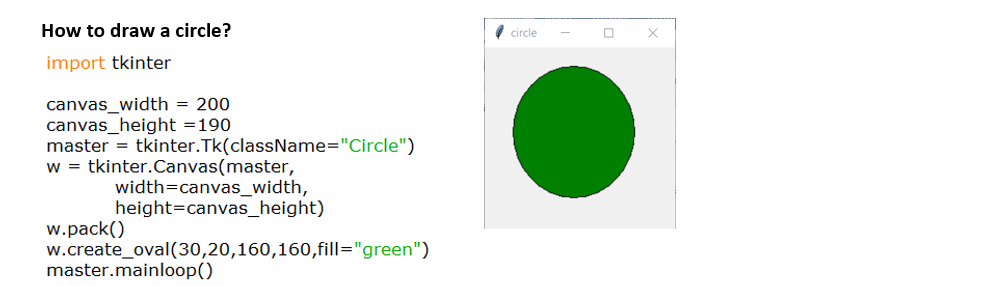 How to draw a circle?
import tkinter
canvas_width = 200
canvas_height =190
master = tkinter.Tk(className="Circle")
w = tkinter.Canvas(master,
width=canvas_width,
height=canvas_height)
w.pack()
w.create_oval(30,20,160,160,fill="green")
master.mainloop()
circle